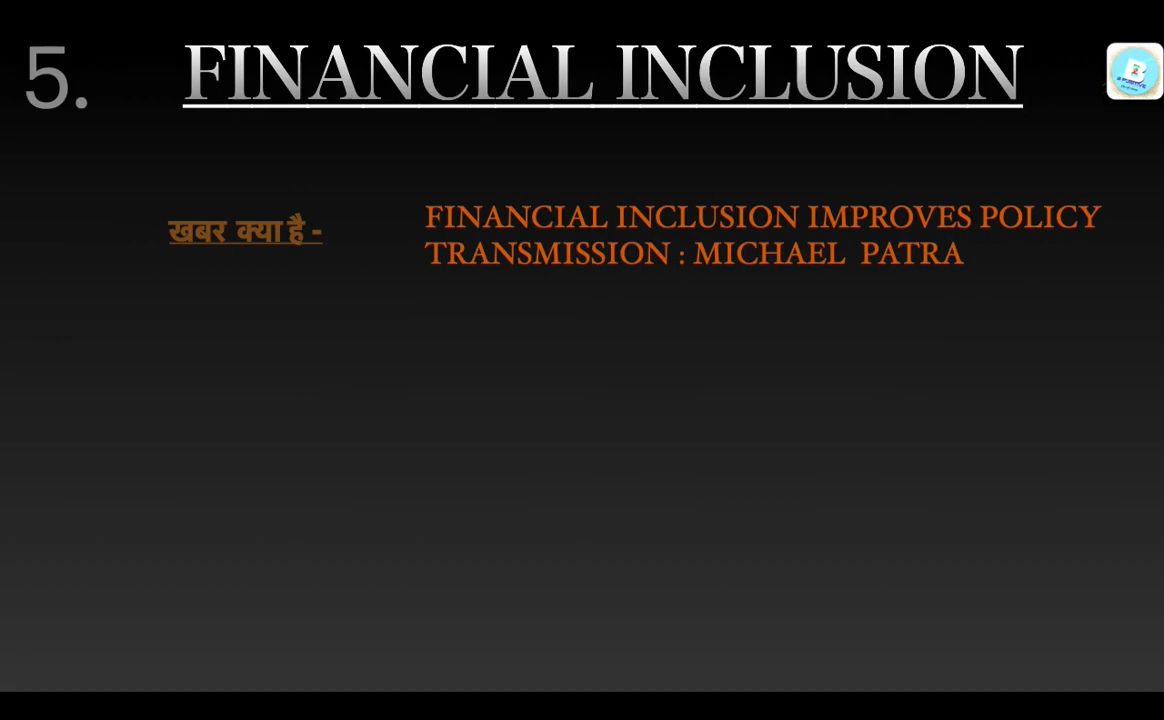 5. FINANCIAL INCLUSION
खबर क्या है -
FINANCIAL INCLUSION IMPROVES POLICY
TRANSMISSION : MICHAEL PATRA